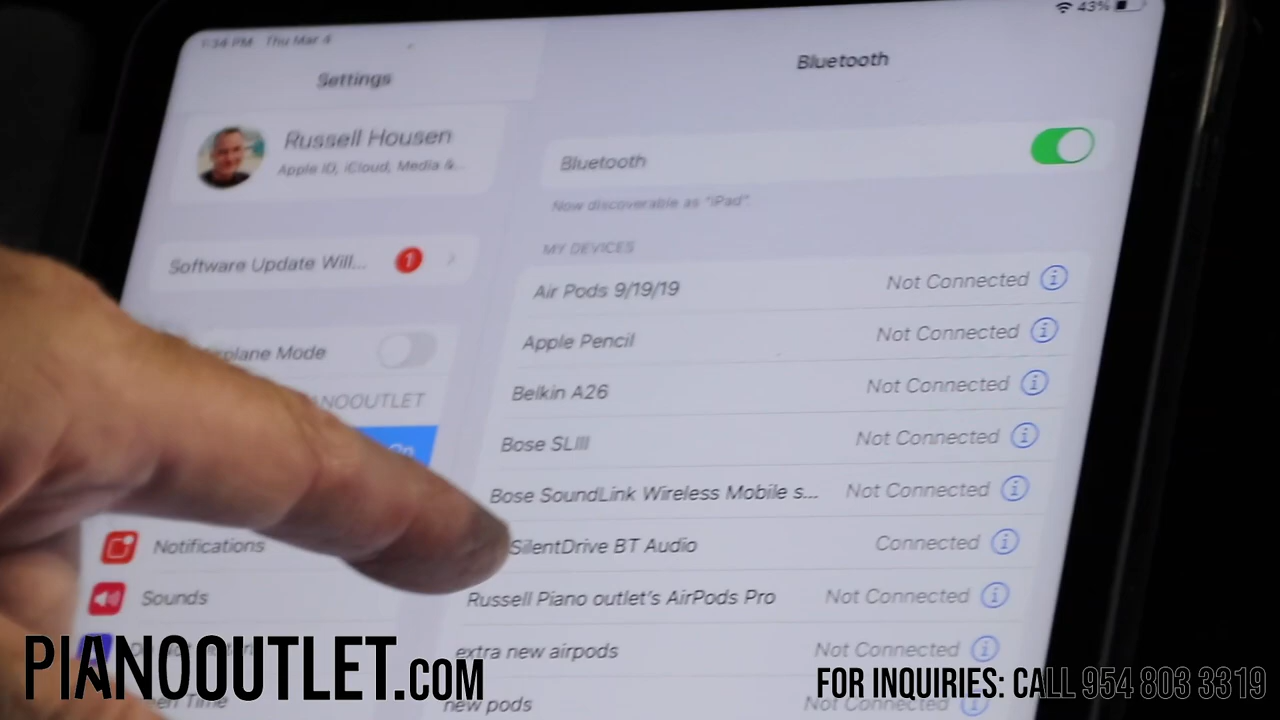 1:34 PM Thu Mar 4
43%
Settings
Bluetooth
Russell Housen
Apple ID, iCloud, Media &...
Bluetooth
Now discoverable as "iPad".
MY DEVICES
Software Update Will...
1
Air Pods 9/19/19 Not Connected
Apple Pencil Not Connected
Belkin A26 Not Connected
Bose SLIII Not Connected
Bose SoundLink Wireless Mobile s... Not Connected
SilentDrive BT Audio Connected
Russell Piano outlet's AirPods Pro Not Connected
extra new airpods Not Connected
new pods Not Connected
plane Mode
ANOOUTLET
On
Notifications
Sounds
Time
PIANOOUTLET.COM
FOR INQUIRIES: CALL 954 803 3319